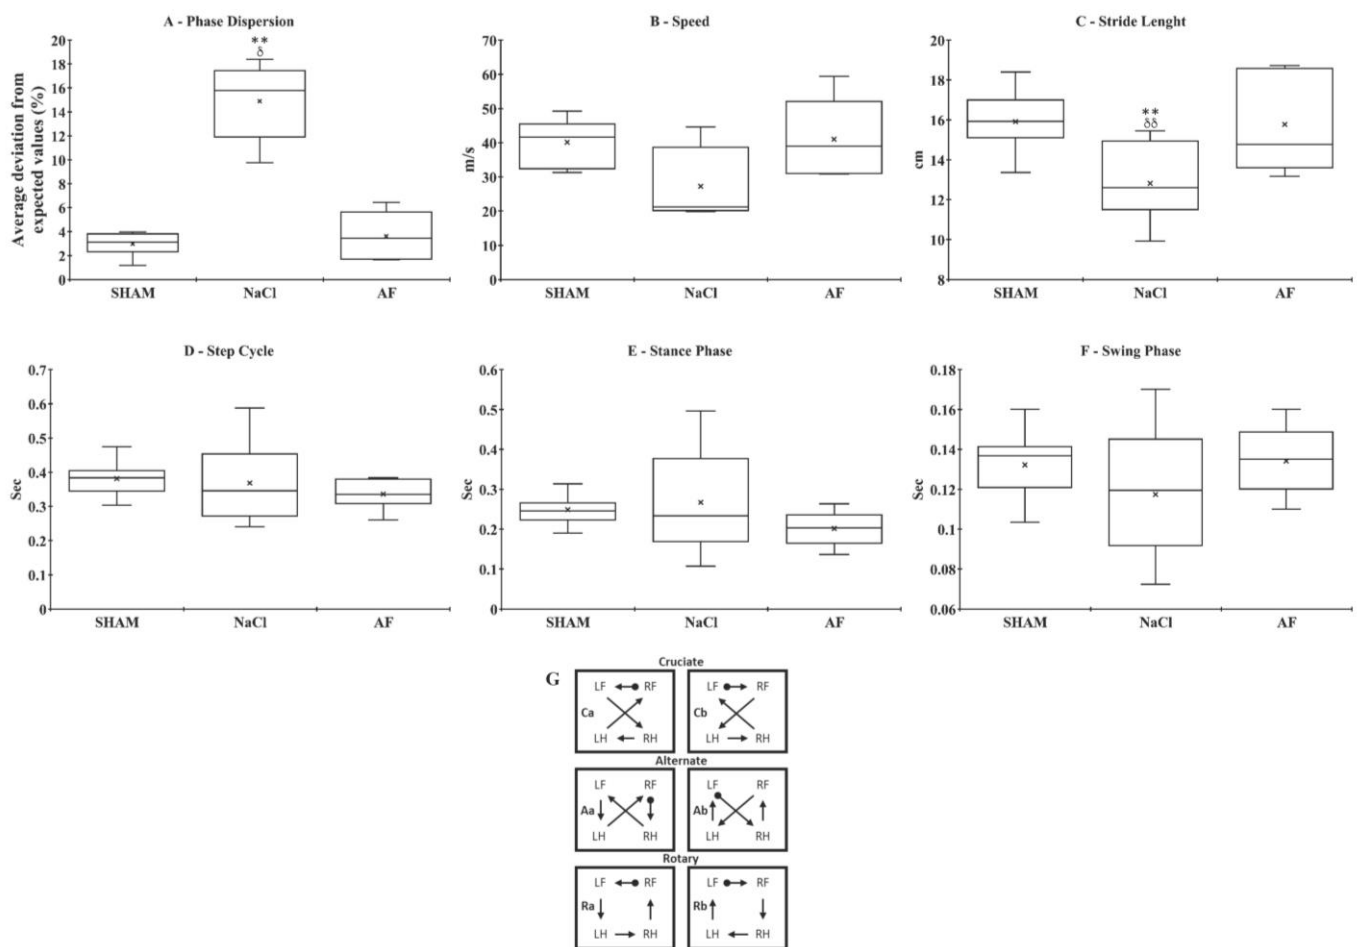 A - Phase Dispersion
Average deviation from
expected values (%)
20
18
16
14
12
10
8
6
4
2
0
**
δ
SHAM NaCl AF
B - Speed
m/s
70
60
50
40
30
20
10
0
SHAM NaCl AF
C - Stride Lenght
cm
20
18
16
14
12
10
8
**
δδ
SHAM NaCl AF
D - Step Cycle
Sec
0.7
0.6
0.5
0.4
0.3
0.2
0.1
0
SHAM NaCl AF
E - Stance Phase
Sec
0.6
0.5
0.4
0.3
0.2
0.1
0
SHAM NaCl AF
F - Swing Phase
Sec
0.18
0.16
0.14
0.12
0.1
0.08
0.06
SHAM NaCl AF
G
Cruciate
LF RF
Ca
LH RH
LF RF
Cb
LH RH
Alternate
LF RF
Aa
LH RH
LF RF
Ab
LH RH
Rotary
LF RF
Ra
LH RH
LF RF
Rb
LH RH